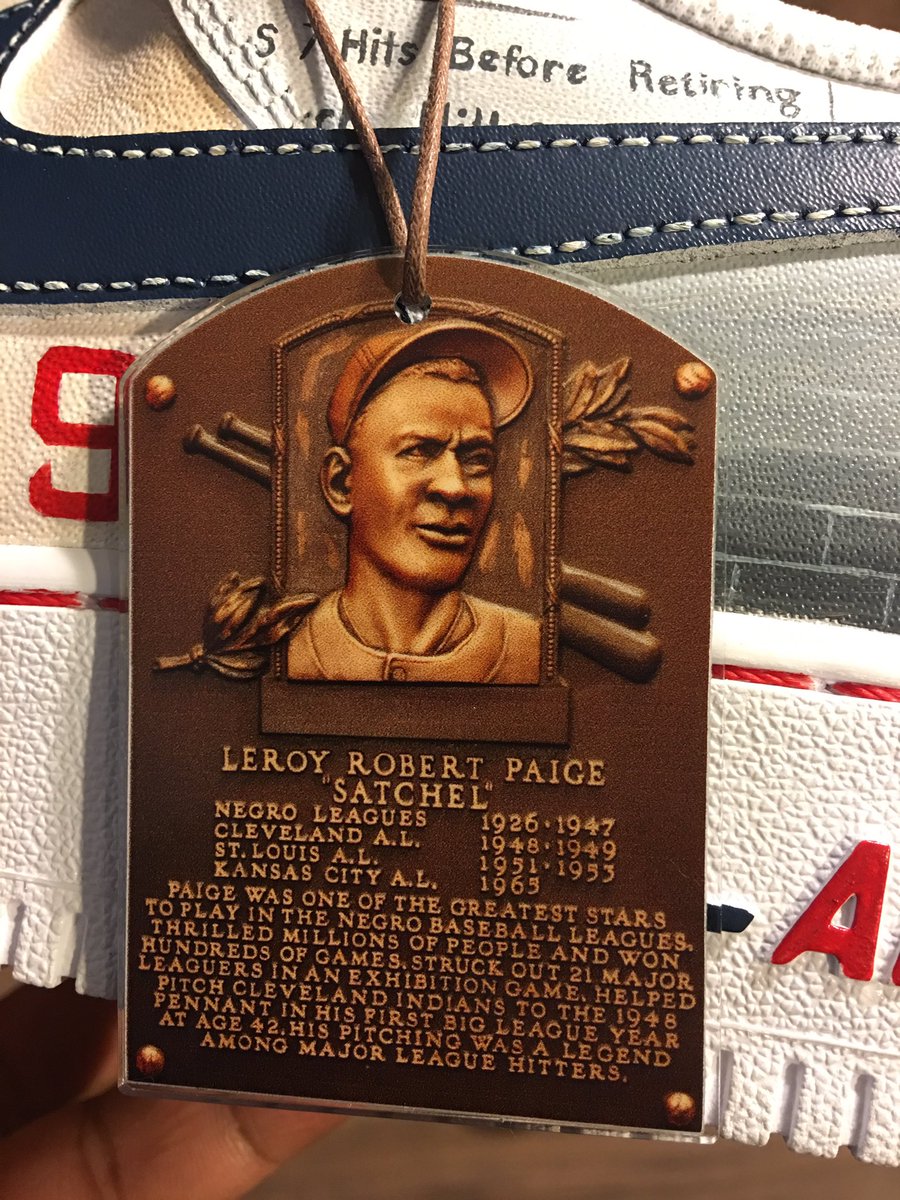 S 7 Hits Before Retiring
S
LEROY ROBERT PAIGE
"SATCHEL"
NEGRO LEAGUES 1926·1947
CLEVELAND A.L. 1948·1949
ST. LOUIS A.L. 1951·1953
KANSAS CITY A.L. 1965
PAIGE WAS ONE OF THE GREATEST STARS
TO PLAY IN THE NEGRO BASEBALL LEAGUES.
THRILLED MILLIONS OF PEOPLE AND WON
HUNDREDS OF GAMES. STRUCK OUT 21 MAJOR
LEAGUERS IN AN EXHIBITION GAME. HELPED
PITCH CLEVELAND INDIANS TO THE 1948
PENNANT IN HIS FIRST BIG LEAGUE YEAR
AT AGE 42. HIS PITCHING WAS A LEGEND
AMONG MAJOR LEAGUE HITTERS.
A